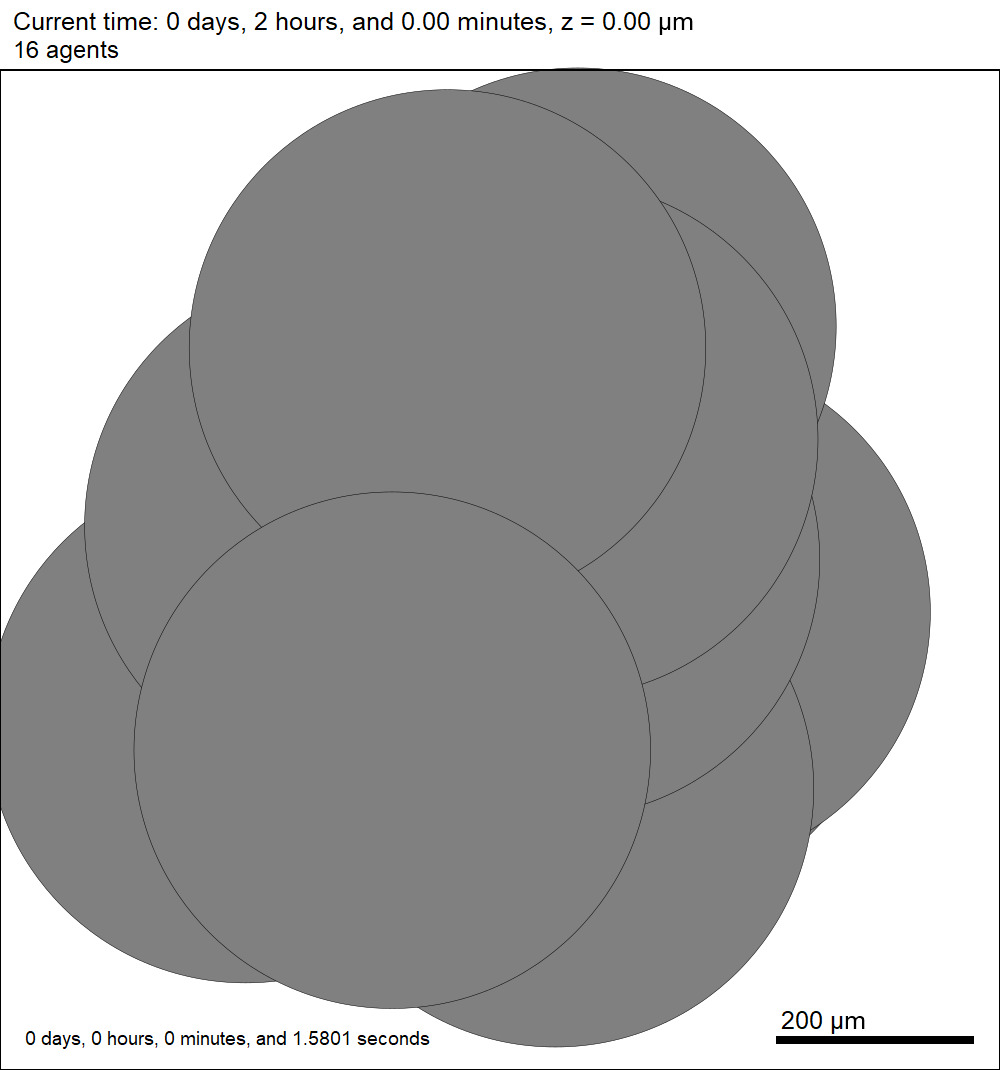 Current time: 0 days, 2 hours, and 0.00 minutes, z = 0.00 µm
16 agents
200 µm
0 days, 0 hours, 0 minutes, and 1.5801 seconds